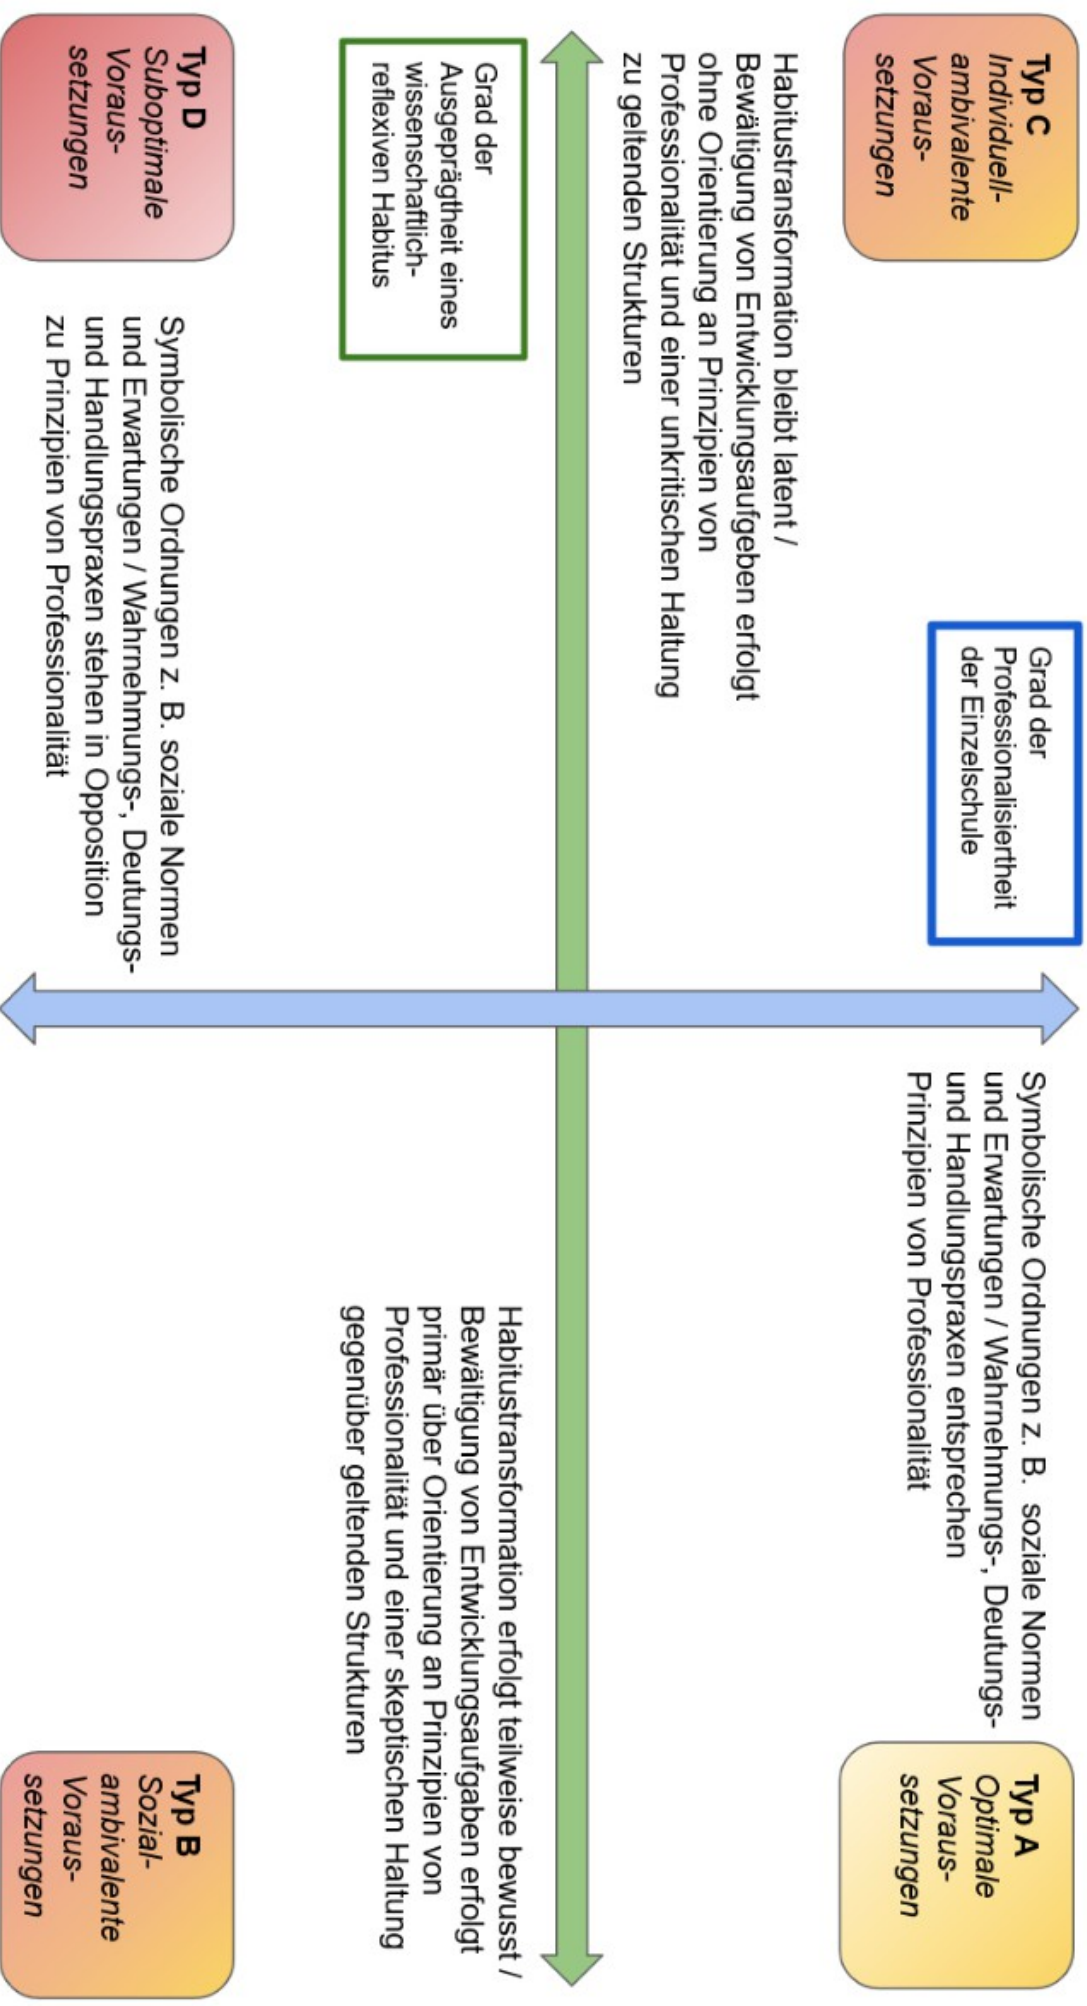 Typ C
Individuell-
ambivalente
Voraus-
setzungen
Grad der
Professionalisiertheit
der Einzelschule
Symbolische Ordnungen z. B.  soziale Normen
und Erwartungen / Wahrnehmungs-, Deutungs-
und Handlungspraxen entsprechen
Prinzipien von Professionalität
Typ A
Optimale
Voraus-
setzungen
Habitustransformation bleibt latent /
Bewältigung von Entwicklungsaufgeben erfolgt
ohne Orientierung an Prinzipien von
Professionalität und einer unkritischen Haltung
zu geltenden Strukturen
Grad der
Ausgeprägtheit eines
wissenschaftlich-
reflexiven Habitus
Habitustransformation erfolgt teilweise bewusst /
Bewältigung von Entwicklungsaufgaben erfolgt
primär über Orientierung an Prinzipien von
Professionalität und einer skeptischen Haltung
gegenüber geltenden Strukturen
Typ D
Suboptimale
Voraus-
setzungen
Symbolische Ordnungen z. B. soziale Normen
und Erwartungen / Wahrnehmungs-, Deutungs-
und Handlungspraxen stehen in Opposition
zu Prinzipien von Professionalität
Typ B
Sozial-
ambivalente
Voraus-
setzungen